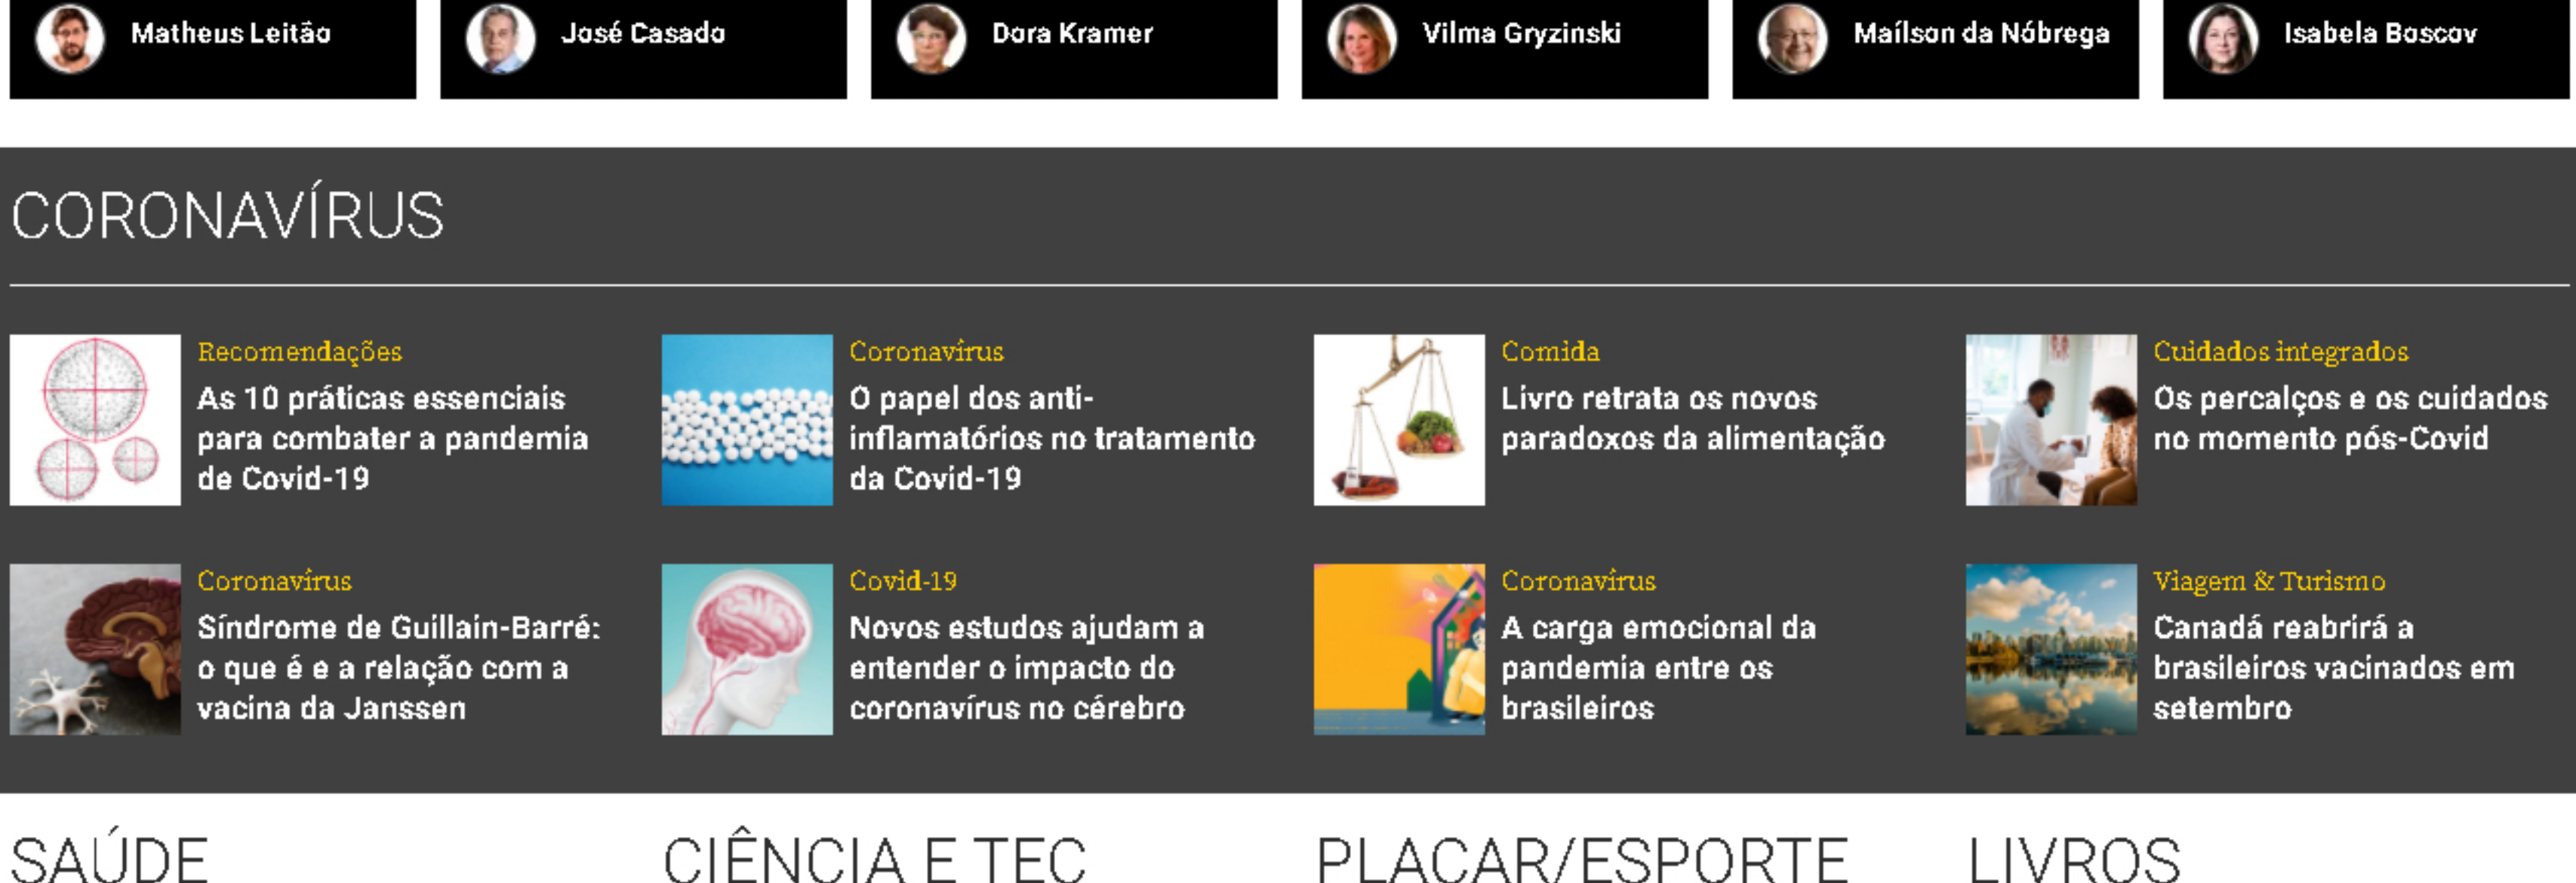 Matheus Leitão
José Casado
Dora Kramer
Vilma Gryzinski
Maílson da Nóbrega
Isabela Boscov
CORONAVÍRUS
Recomendações
As 10 práticas essenciais
para combater a pandemia
de Covid-19
Coronavírus
O papel dos anti-
inflamatórios no tratamento
da Covid-19
Comida
Livro retrata os novos
paradoxos da alimentação
Cuidados integrados
Os percalços e os cuidados
no momento pós-Covid
Coronavírus
Síndrome de Guillain-Barré:
o que é e a relação com a
vacina da Janssen
Covid-19
Novos estudos ajudam a
entender o impacto do
coronavírus no cérebro
Coronavírus
A carga emocional da
pandemia entre os
brasileiros
Viagem & Turismo
Canadá reabrirá a
brasileiros vacinados em
setembro
SAÚDE
CIÊNCIA E TEC
PLACAR/ESPORTE
LIVROS